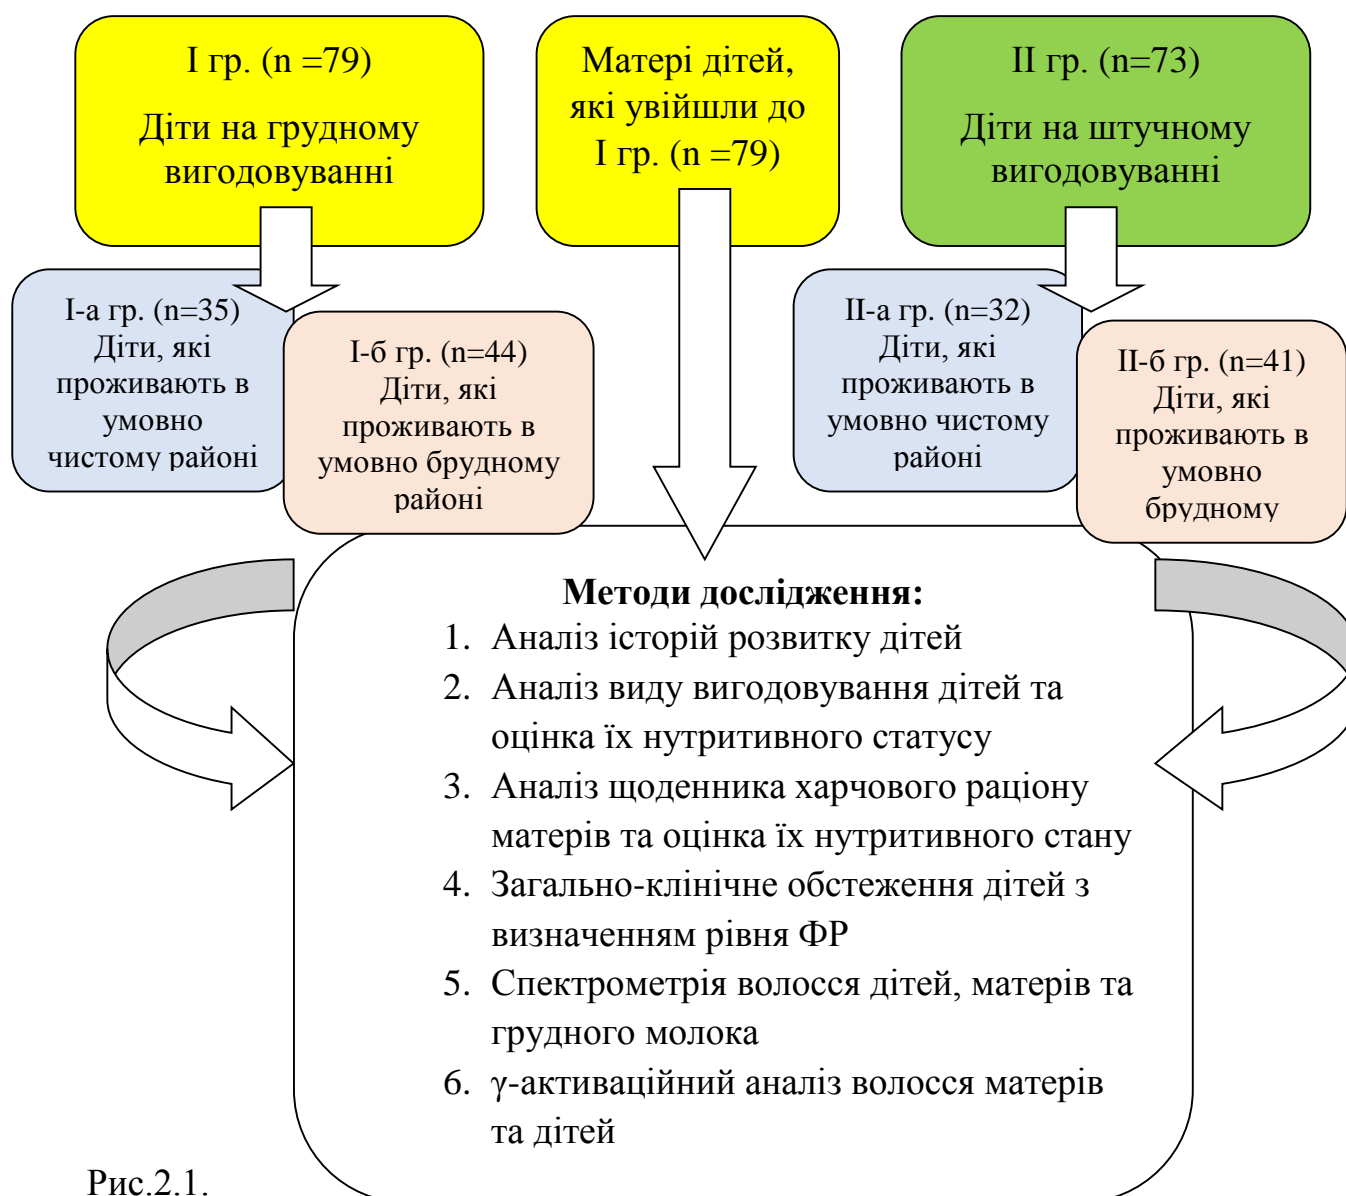 I гр. (n =79)
Діти на грудному
вигодовуванні
Матері дітей,
які увійшли до
I гр. (n =79)
II гр. (n=73)
Діти на штучному
вигодовуванні
I-а гр. (n=35)
Діти, які
проживають в
умовно
чистому районі
I-б гр. (n=44)
Діти, які
проживають в
умовно брудному
районі
II-а гр. (n=32)
Діти, які
проживають в
умовно чистому
районі
II-б гр. (n=41)
Діти, які
проживають в
умовно
брудному
Методи дослідження:
1. Аналіз історій розвитку дітей
2. Аналіз виду вигодовування дітей та
оцінка їх нутритивного статусу
3. Аналіз щоденника харчового раціону
матерів та оцінка їх нутритивного стану
4. Загально-клінічне обстеження дітей з
визначенням рівня ФР
5. Спектрометрія волосся дітей, матерів та
грудного молока
6. γ-активаційний аналіз волосся матерів
та дітей
Рис.2.1.